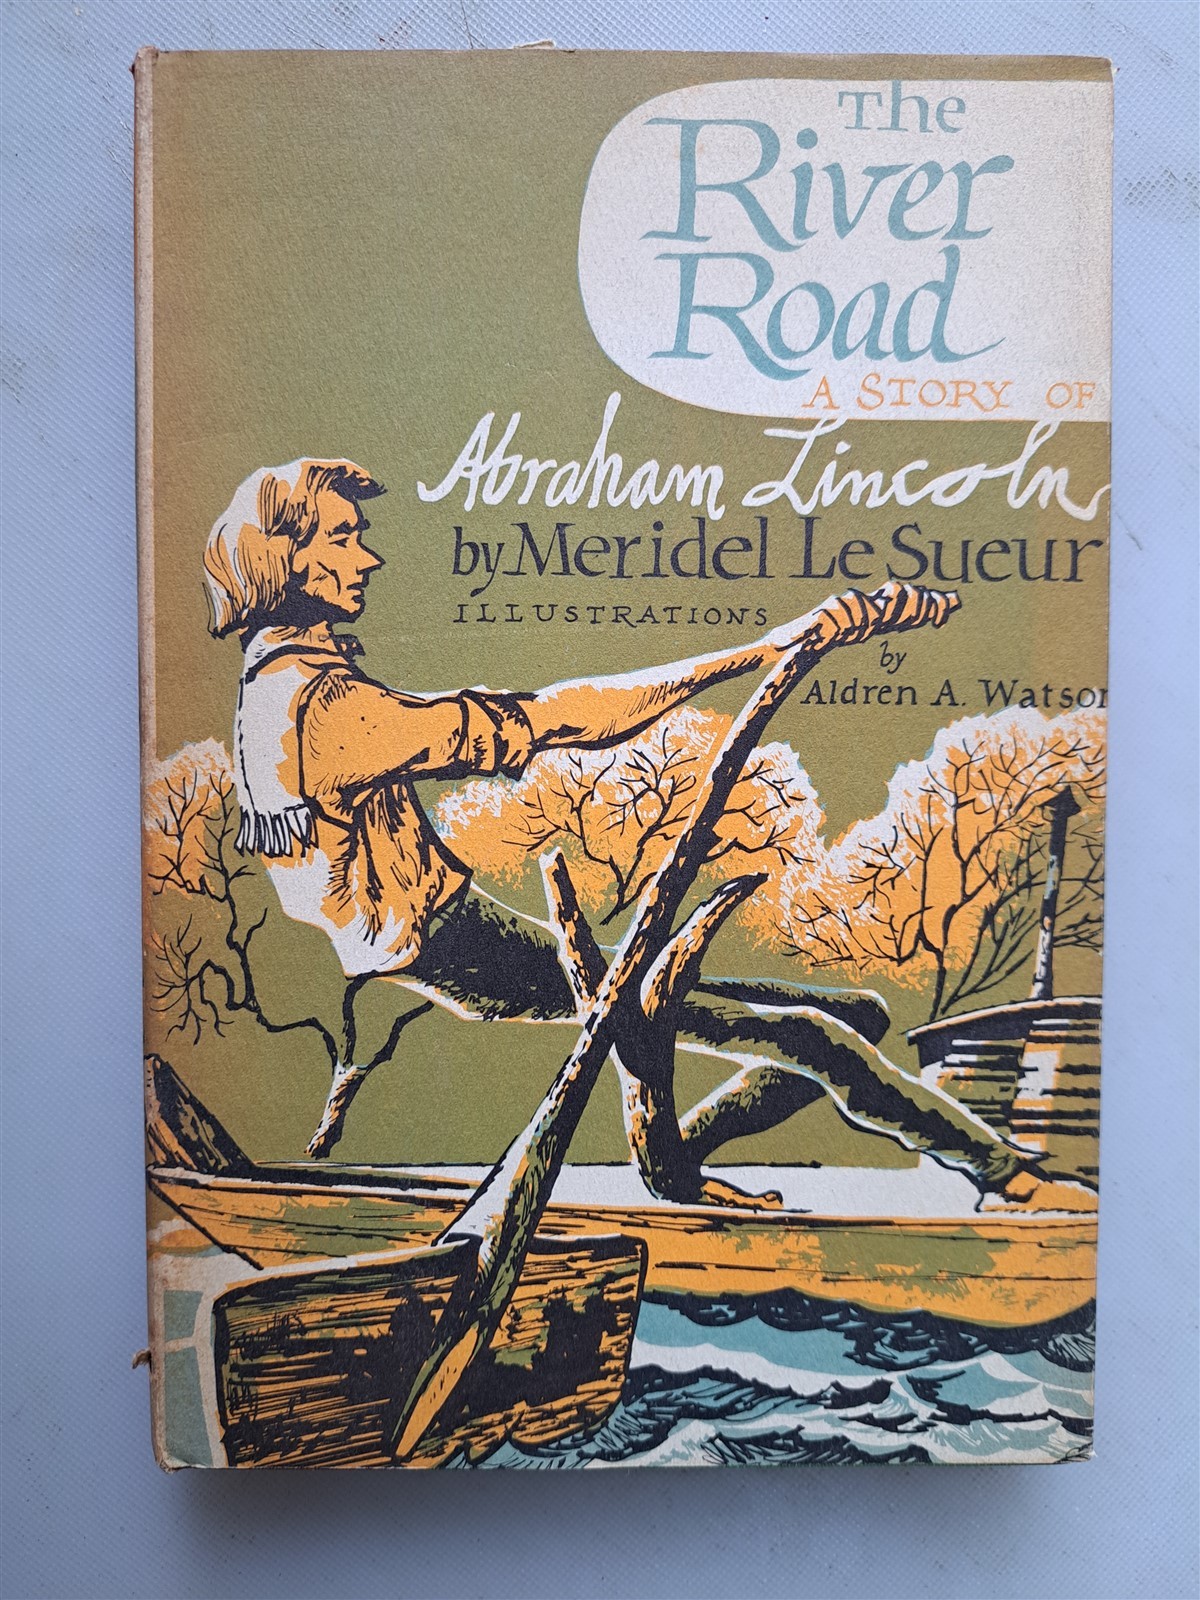 The
River
Road
A STORY OF
Abraham Lincoln
by Meridel Le Sueur
ILLUSTRATIONS
by
Aldren A. Watson